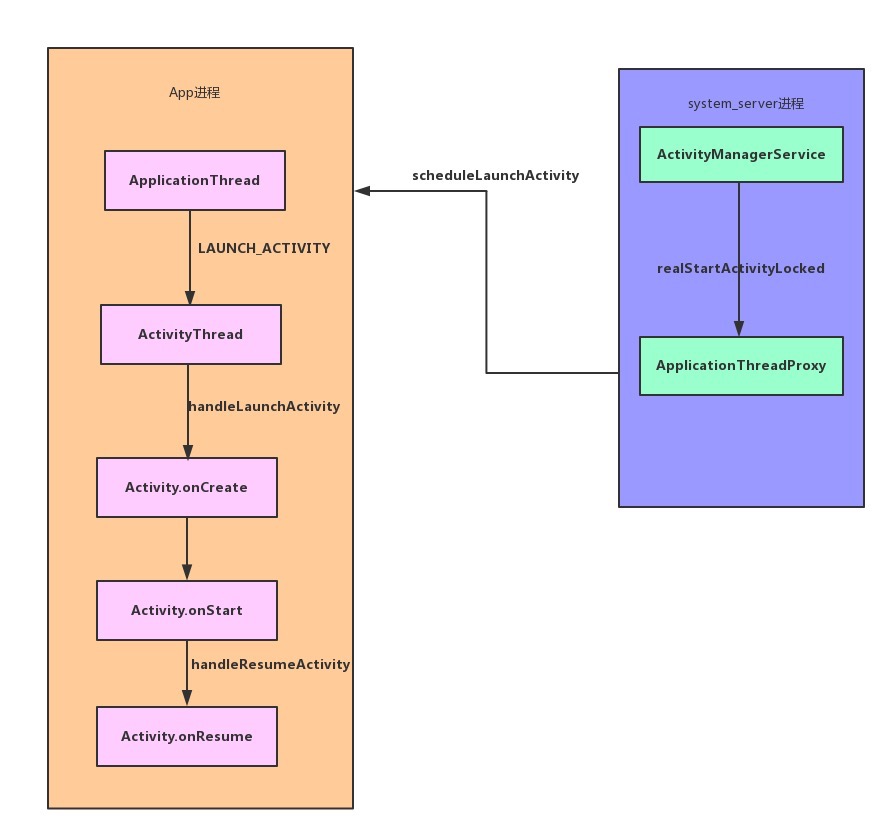 App进程
ApplicationThread
LAUNCH_ACTIVITY
ActivityThread
handleLaunchActivity
Activity.onCreate
Activity.onStart
handleResumeActivity
Activity.onResume
scheduleLaunchActivity
system_server进程
ActivityManagerService
realStartActivityLocked
ApplicationThreadProxy